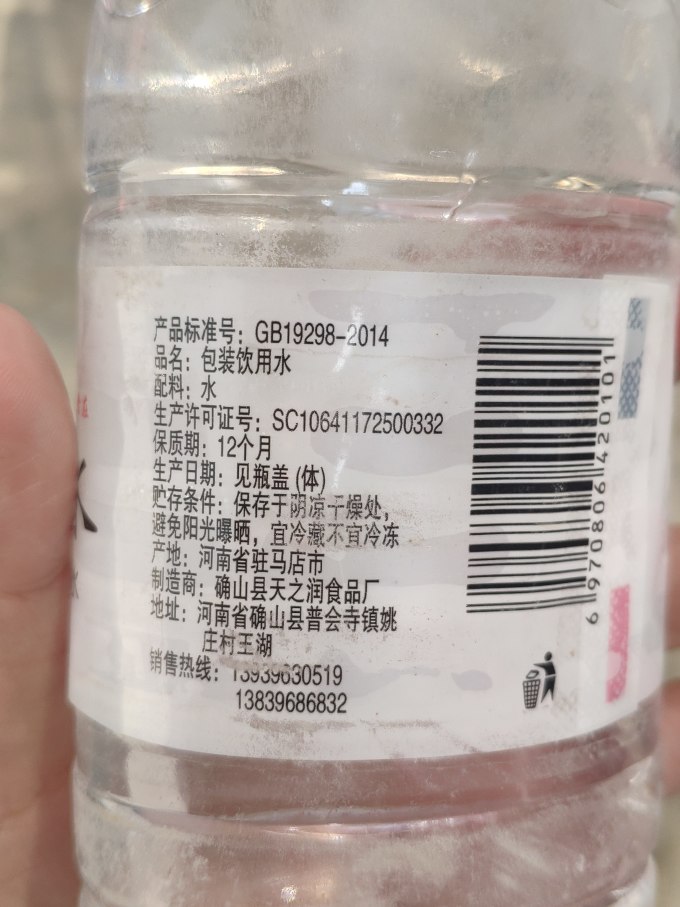 产品标准号：GB19298-2014
品名：包装饮用水
配料：水
生产许可证号：SC10641172500332
保质期：12个月
生产日期：见瓶盖 (体)
贮存条件：保存于阴凉干燥处，
避免阳光曝晒，宜冷藏不宜冷冻
产地：河南省驻马店市
制造商：确山县天之润食品厂
地址：河南省确山县普会寺镇姚
庄村王湖
销售热线：13939630519
13839686832
6970806420101